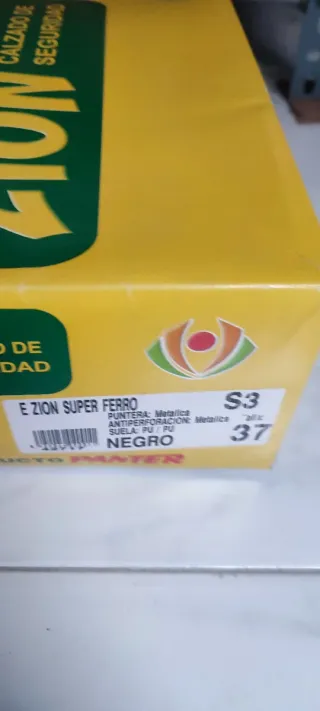 ZION
CALZADO DE
SEGURIDAD
O DE
DAD
E ZION SUPER FERRO
S3
PUNTERA: Metalica
ANTIPERFORACION: Metalica
SUELA: PU / PU
37
NEGRO
UCTO PANTER